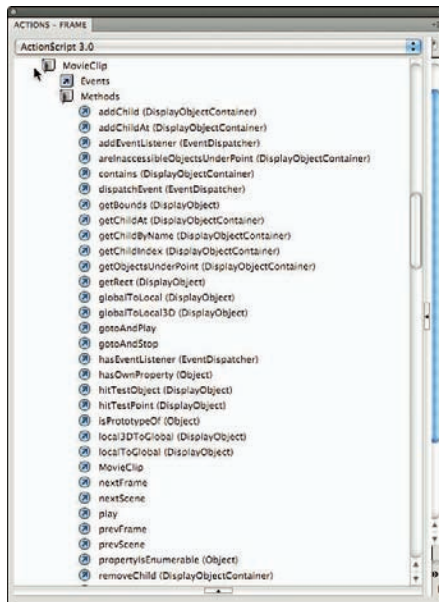 ACTIONS - FRAME
ActionScript 3.0
MovieClip
Events
Methods
addChild (DisplayObjectContainer)
addChildAt (DisplayObjectContainer)
addEventListener (EventDispatcher)
areInaccessibleObjectsUnderPoint (DisplayObjectContainer)
contains (DisplayObjectContainer)
dispatchEvent (EventDispatcher)
getBounds (DisplayObject)
getChildAt (DisplayObjectContainer)
getChildByName (DisplayObjectContainer)
getChildIndex (DisplayObjectContainer)
getObjectsUnderPoint (DisplayObjectContainer)
getRect (DisplayObject)
globalToLocal (DisplayObject)
globalToLocal3D (DisplayObject)
gotoAndPlay
gotoAndStop
hasEventListener (EventDispatcher)
hasOwnProperty (Object)
hitTestObject (DisplayObject)
hitTestPoint (DisplayObject)
isPrototypeOf (Object)
local3DToGlobal (DisplayObject)
localToGlobal (DisplayObject)
MovieClip
nextFrame
nextScene
play
prevFrame
prevScene
propertyIsEnumerable (Object)
removeChild (DisplayObjectContainer)